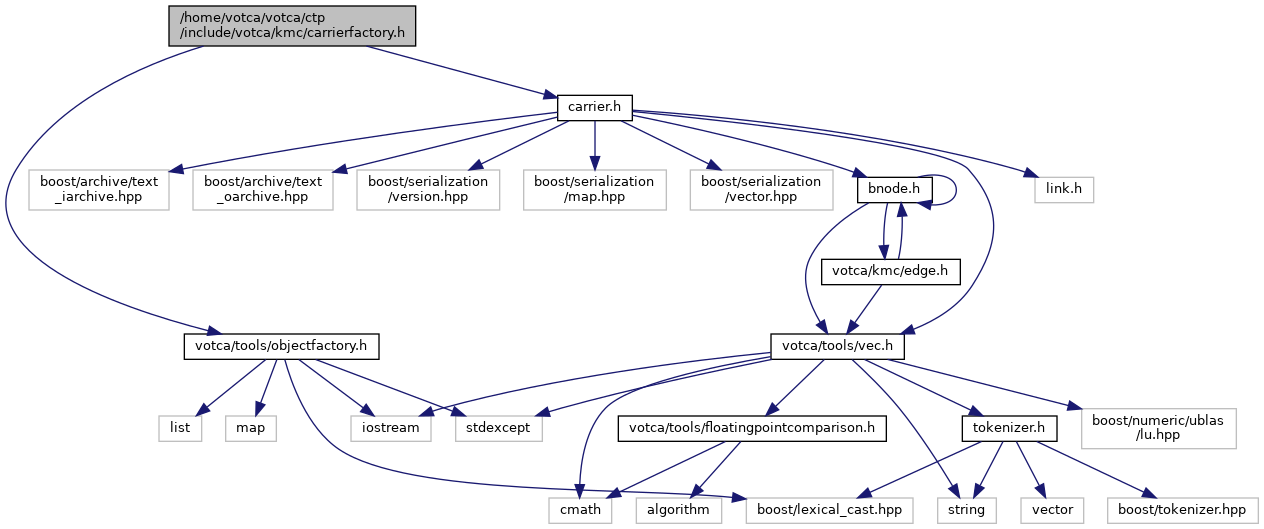 /home/votca/votca/ctp
/include/votca/kmc/carrierfactory.h
carrier.h
boost/archive/text
_iarchive.hpp
boost/archive/text
_oarchive.hpp
boost/serialization
/version.hpp
boost/serialization
/map.hpp
boost/serialization
/vector.hpp
bnode.h
link.h
votca/kmc/edge.h
votca/tools/objectfactory.h
votca/tools/vec.h
list
map
iostream
stdexcept
votca/tools/floatingpointcomparison.h
tokenizer.h
boost/numeric/ublas
/lu.hpp
cmath
algorithm
boost/lexical_cast.hpp
string
vector
boost/tokenizer.hpp